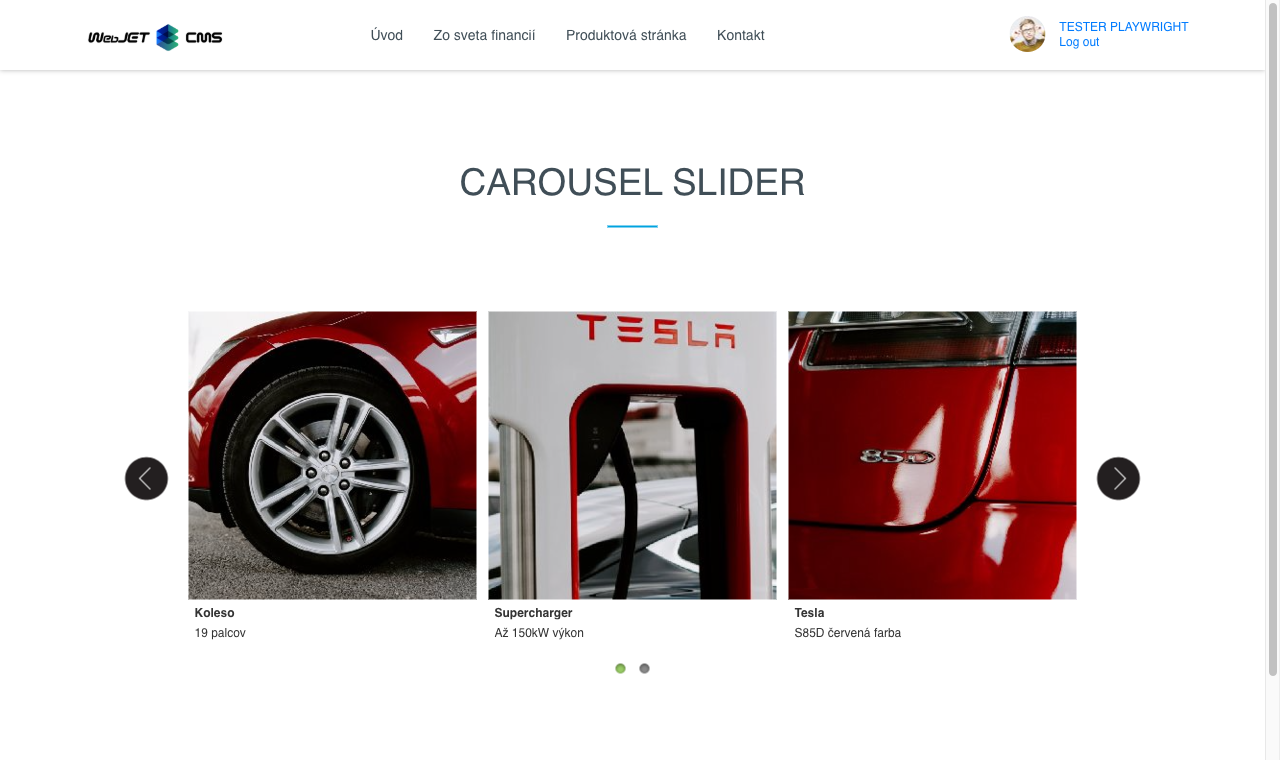 WebJET CMS
Úvod
Zo sveta financií
Produktová stránka
Kontakt
TESTER PLAYWRIGHT
Log out
CAROUSEL SLIDER
TESLA
85D
Koleso
19 palcov
Supercharger
Až 150kW výkon
Tesla
S85D červená farba